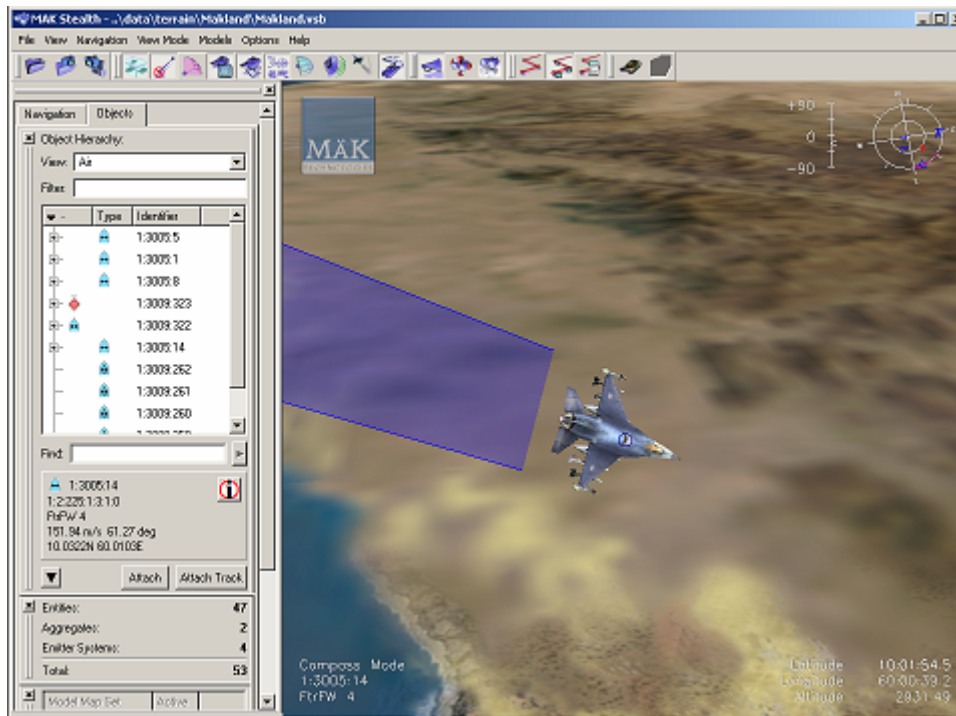 MÄK Stealth - ..\data\terrain\Makland\Makland.vsb
File View Navigation View Mode Models Options Help
Navigation Objects
Object Hierarchy:
View: Air
Filter:
Type Identifier
1:3005:5
1:3005:1
1:3005:8
1:3009:323
1:3009:322
1:3005:14
1:3009:262
1:3009:261
1:3009:260
Find:
1:3005:14
1:2:225:1:3:1:0
FtrFW 4
151.94 m/s 61.27 deg
10.0322N 60.0103E
Attach Attach Track
Entities: 47
Aggregates: 2
Emitter Systems: 4
Total: 53
Model Map Set: Active
MÄK
TECHNOLOGIES
+90
0
-90
Compass Mode
1:3005:14
FtrFW 4
Latitude 10:01:54.5
Longitude 60:00:39.2
Altitude 2931.49